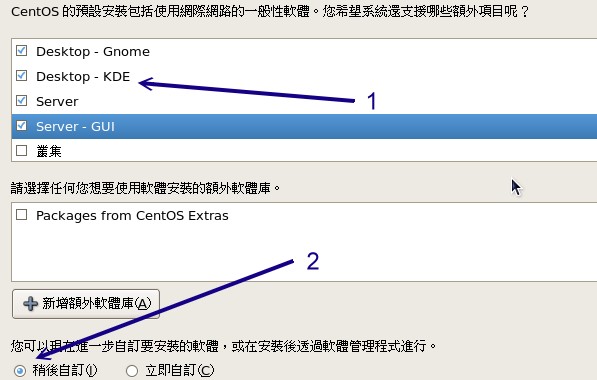 CentOS 的預設安裝包括使用網際網路的一般性軟體。您希望系統還支援哪些額外項目呢？
Desktop - Gnome
Desktop - KDE
1
Server
Server - GUI
叢集
請選擇任何您想要使用軟體安裝的額外軟體庫。
Packages from CentOS Extras
2
新增額外軟體庫(A)
您可以現在進一步自訂要安裝的軟體，或在安裝後透過軟體管理程式進行。
稍後自訂(l) 立即自訂(C)